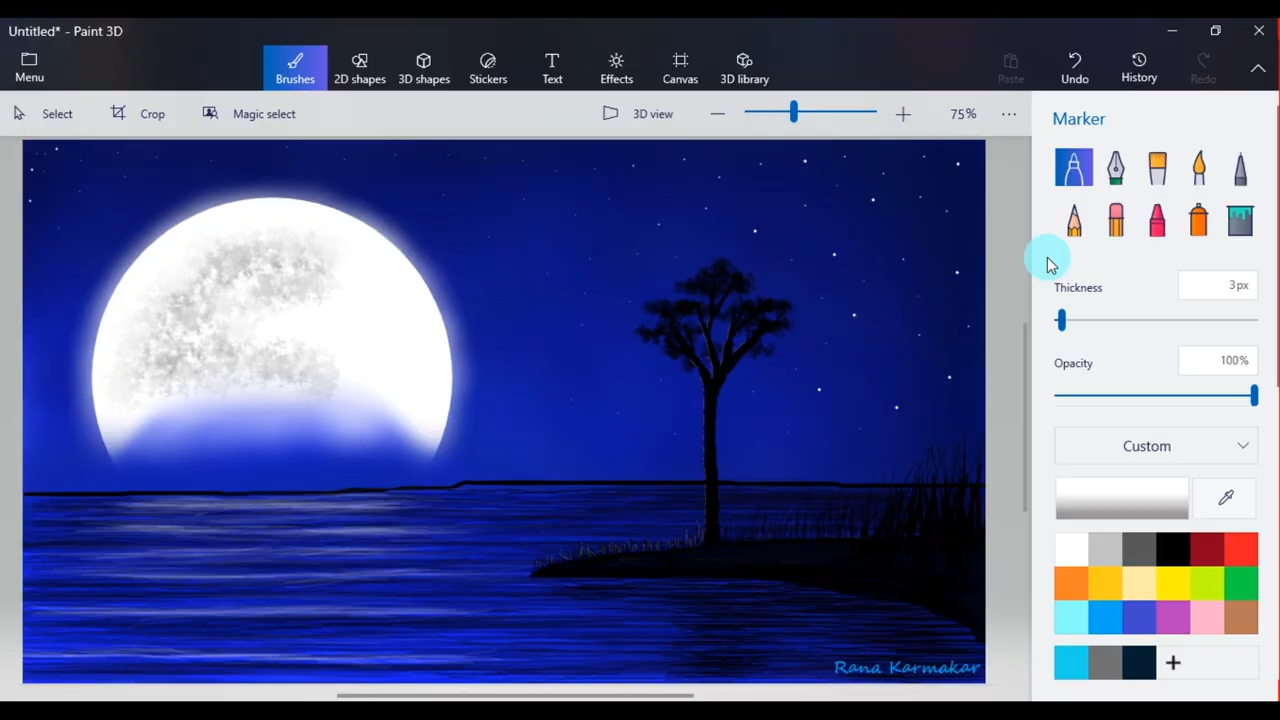 Untitled* - Paint 3D
Menu
Brushes
2D shapes
3D shapes
Stickers
Text
Effects
Canvas
3D library
Paste
Undo
History
Redo
Select
Crop
Magic select
3D view
75%
Marker
Thickness
3px
Opacity
100%
Custom
Rana Karmakar